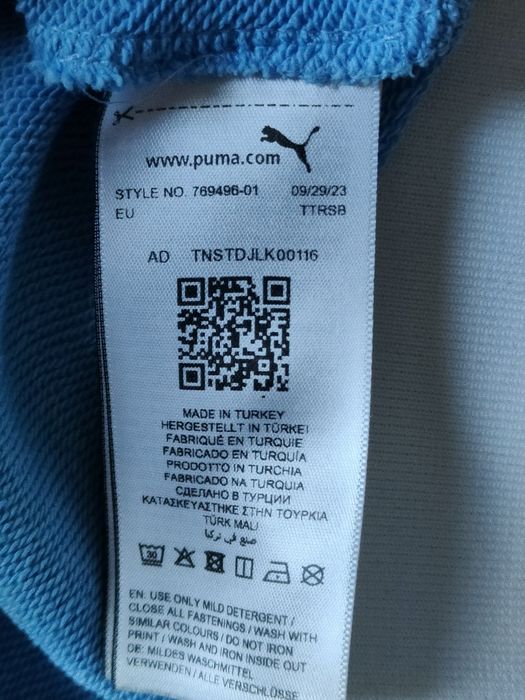 www.puma.com
STYLE NO. 769496-01 09/29/23
EU TTRSB
AD TNSTDJLK00116
MADE IN TURKEY
HERGESTELLT IN TÜRKEI
FABRIQUÉ EN TURQUIE
FABRICADO EN TURQUÍA
PRODOTTO IN TURCHIA
FABRICADO NA TURQUIA
СДЕЛАНО В ТУРЦИИ
ΚΑΤΑΣΚΕΥΑΣΤΗΚΕ ΣΤΗΝ ΤΟΥΡΚΙΑ
TÜRK MALI
صنع في تركيا
30
EN: USE ONLY MILD DETERGENT /
CLOSE ALL FASTENINGS / WASH WITH
SIMILAR COLOURS / DO NOT IRON
PRINT / WASH AND IRON INSIDE OUT
DE: MILDES WASCHMITTEL
VERWENDEN / ALLE VERSCHLÜSSE